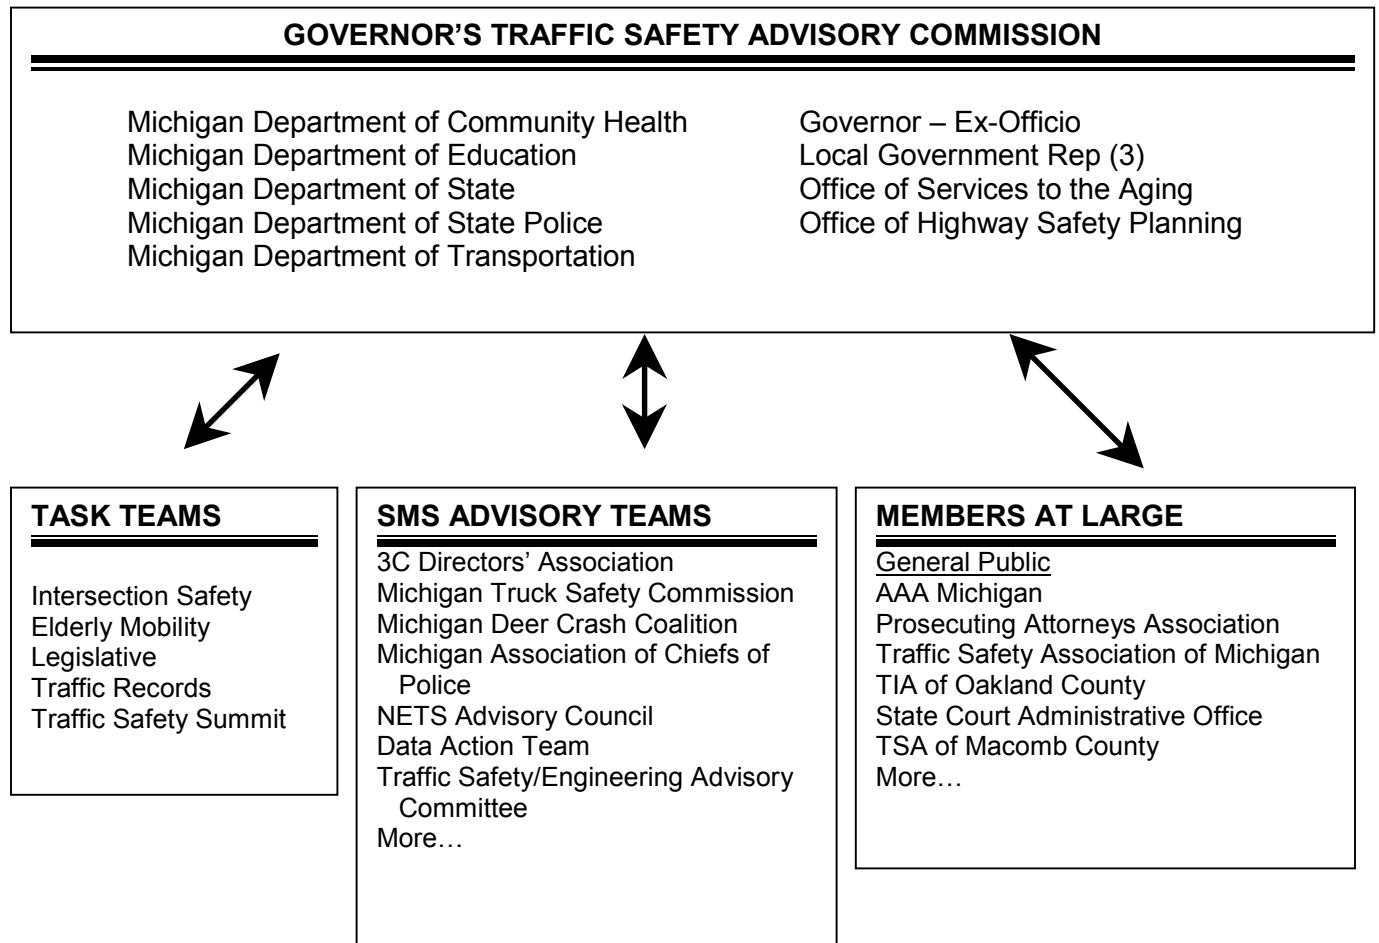 GOVERNOR’S TRAFFIC SAFETY ADVISORY COMMISSION
Michigan Department of Community Health
Michigan Department of Education
Michigan Department of State
Michigan Department of State Police
Michigan Department of Transportation
Governor – Ex-Officio
Local Government Rep (3)
Office of Services to the Aging
Office of Highway Safety Planning
TASK TEAMS
Intersection Safety
Elderly Mobility
Legislative
Traffic Records
Traffic Safety Summit
SMS ADVISORY TEAMS
3C Directors’ Association
Michigan Truck Safety Commission
Michigan Deer Crash Coalition
Michigan Association of Chiefs of
Police
NETS Advisory Council
Data Action Team
Traffic Safety/Engineering Advisory
Committee
More…
MEMBERS AT LARGE
General Public
AAA Michigan
Prosecuting Attorneys Association
Traffic Safety Association of Michigan
TIA of Oakland County
State Court Administrative Office
TSA of Macomb County
More…